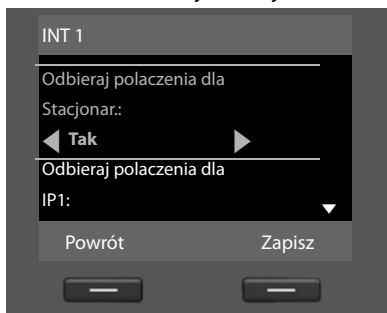 INT 1
Odbieraj polaczenia dla
Stacjonar.:
Tak
Odbieraj polaczenia dla
IP1:
Powrót Zapisz